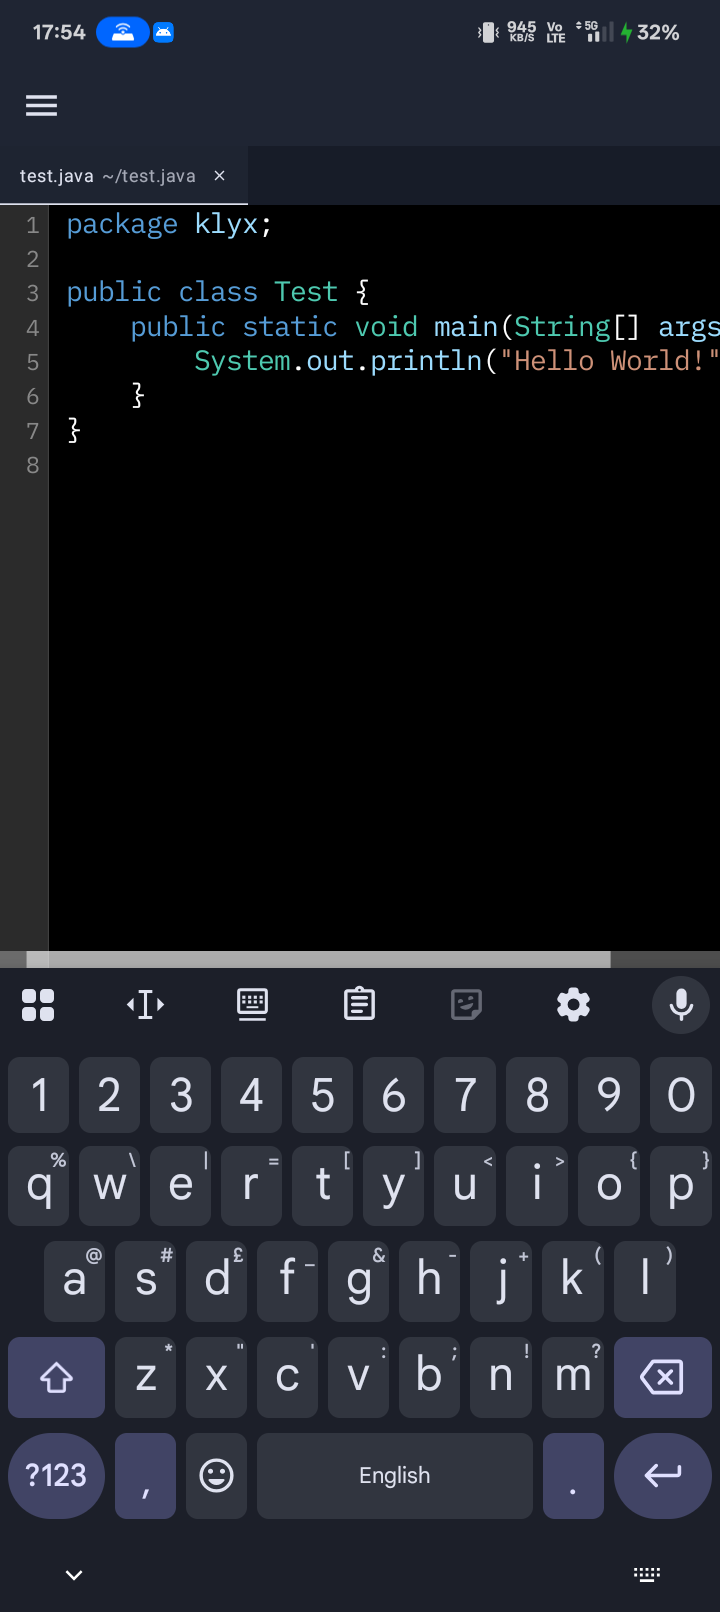 17:54 945 KB/S Vo LTE 5G 32%
test.java ~/test.java ×
1 package klyx;
2
3 public class Test {
4 public static void main(String[] args
5 System.out.println("Hello World!"
6 }
7 }
8
1 2 3 4 5 6 7 8 9 0
q % w \ e | r = t [ y ] u < i > o { p }
a @ s # d £ f _ g & h - j + k ( l )
z * x " c ' v : b ; n ! m ?
?123 , English .